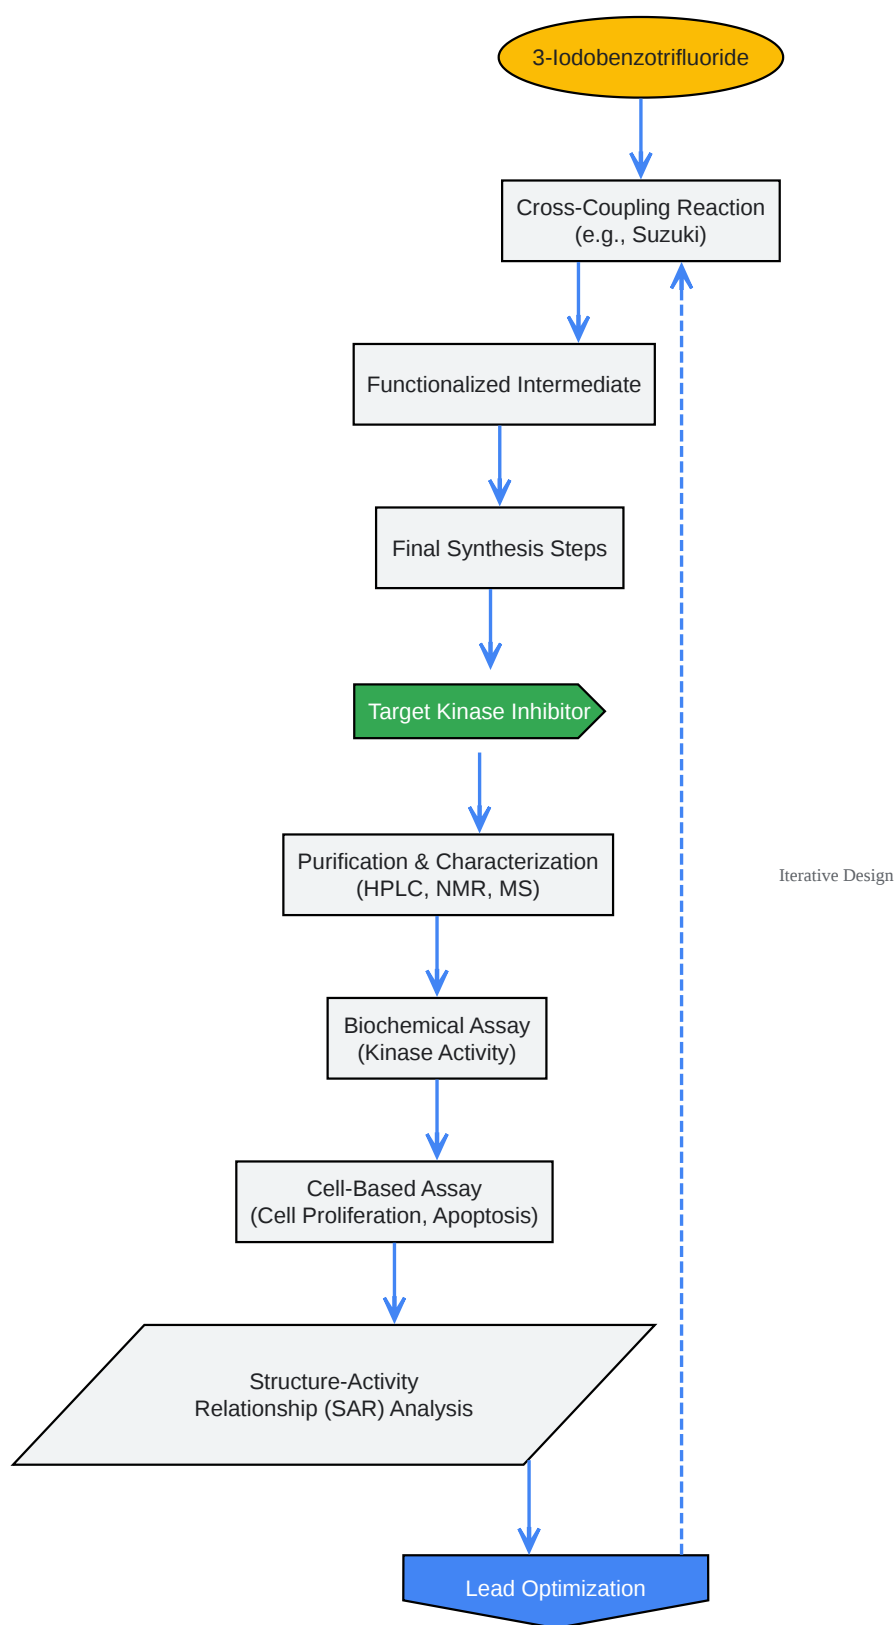 3-Iodobenzotrifluoride
Cross-Coupling Reaction
(e.g., Suzuki)
Functionalized Intermediate
Final Synthesis Steps
Target Kinase Inhibitor
Purification & Characterization
(HPLC, NMR, MS)
Iterative Design
Biochemical Assay
(Kinase Activity)
Cell-Based Assay
(Cell Proliferation, Apoptosis)
Structure-Activity
Relationship (SAR) Analysis
Lead Optimization